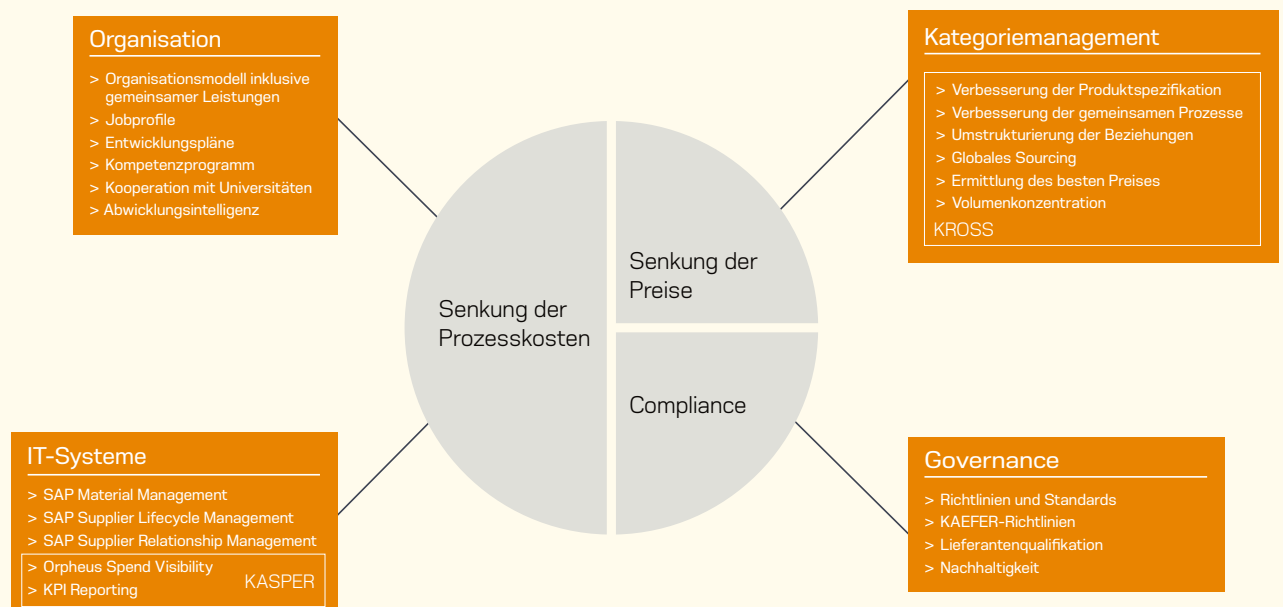 Organisation
> Organisationsmodell inklusive
gemeinsamer Leistungen
> Jobprofile
> Entwicklungspläne
> Kompetenzprogramm
> Kooperation mit Universitäten
> Abwicklungsintelligenz
Kategoriemanagement
> Verbesserung der Produktspezifikation
> Verbesserung der gemeinsamen Prozesse
> Umstrukturierung der Beziehungen
> Globales Sourcing
> Ermittlung des besten Preises
> Volumenkonzentration
KROSS
Senkung der
Prozesskosten
Senkung der
Preise
Compliance
IT-Systeme
> SAP Material Management
> SAP Supplier Lifecycle Management
> SAP Supplier Relationship Management
> Orpheus Spend Visibility
> KPI Reporting
KASPER
Governance
> Richtlinien und Standards
> KAEFER-Richtlinien
> Lieferantenqualifikation
> Nachhaltigkeit